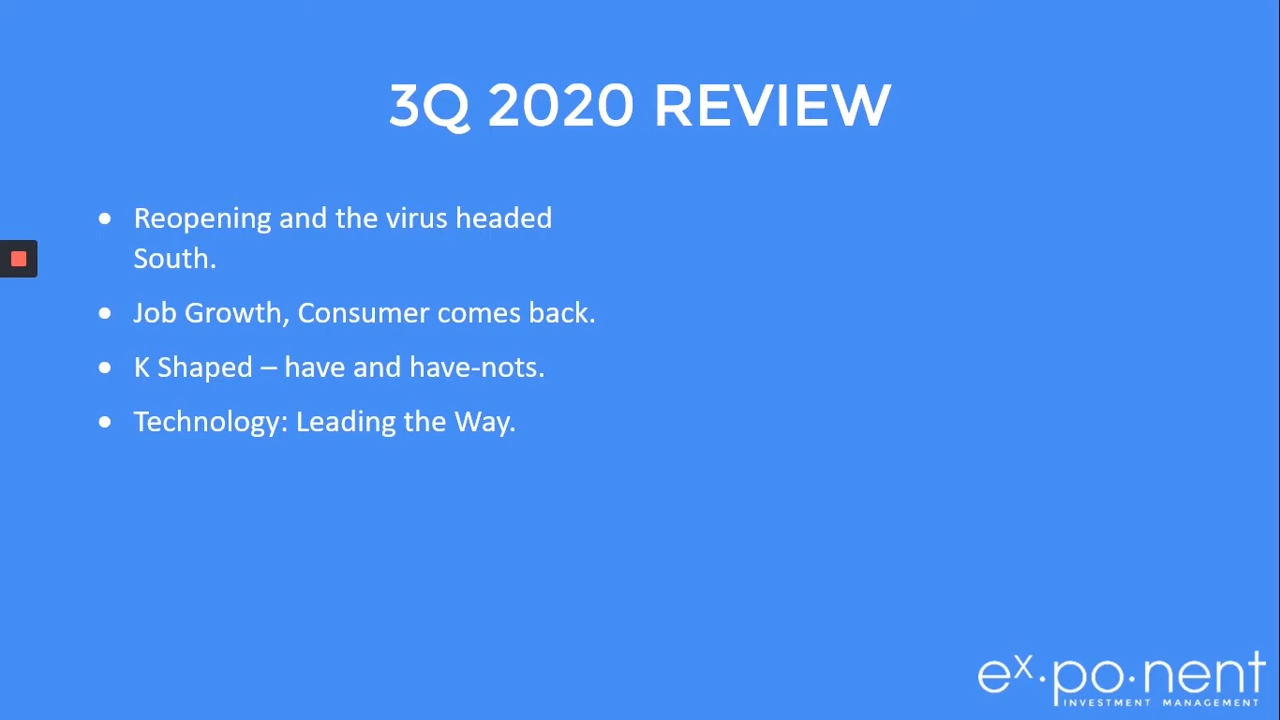 3Q 2020 REVIEW
• Reopening and the virus headed
South.
• Job Growth, Consumer comes back.
• K Shaped – have and have-nots.
• Technology: Leading the Way.
ex·po·nent
INVESTMENT MANAGEMENT